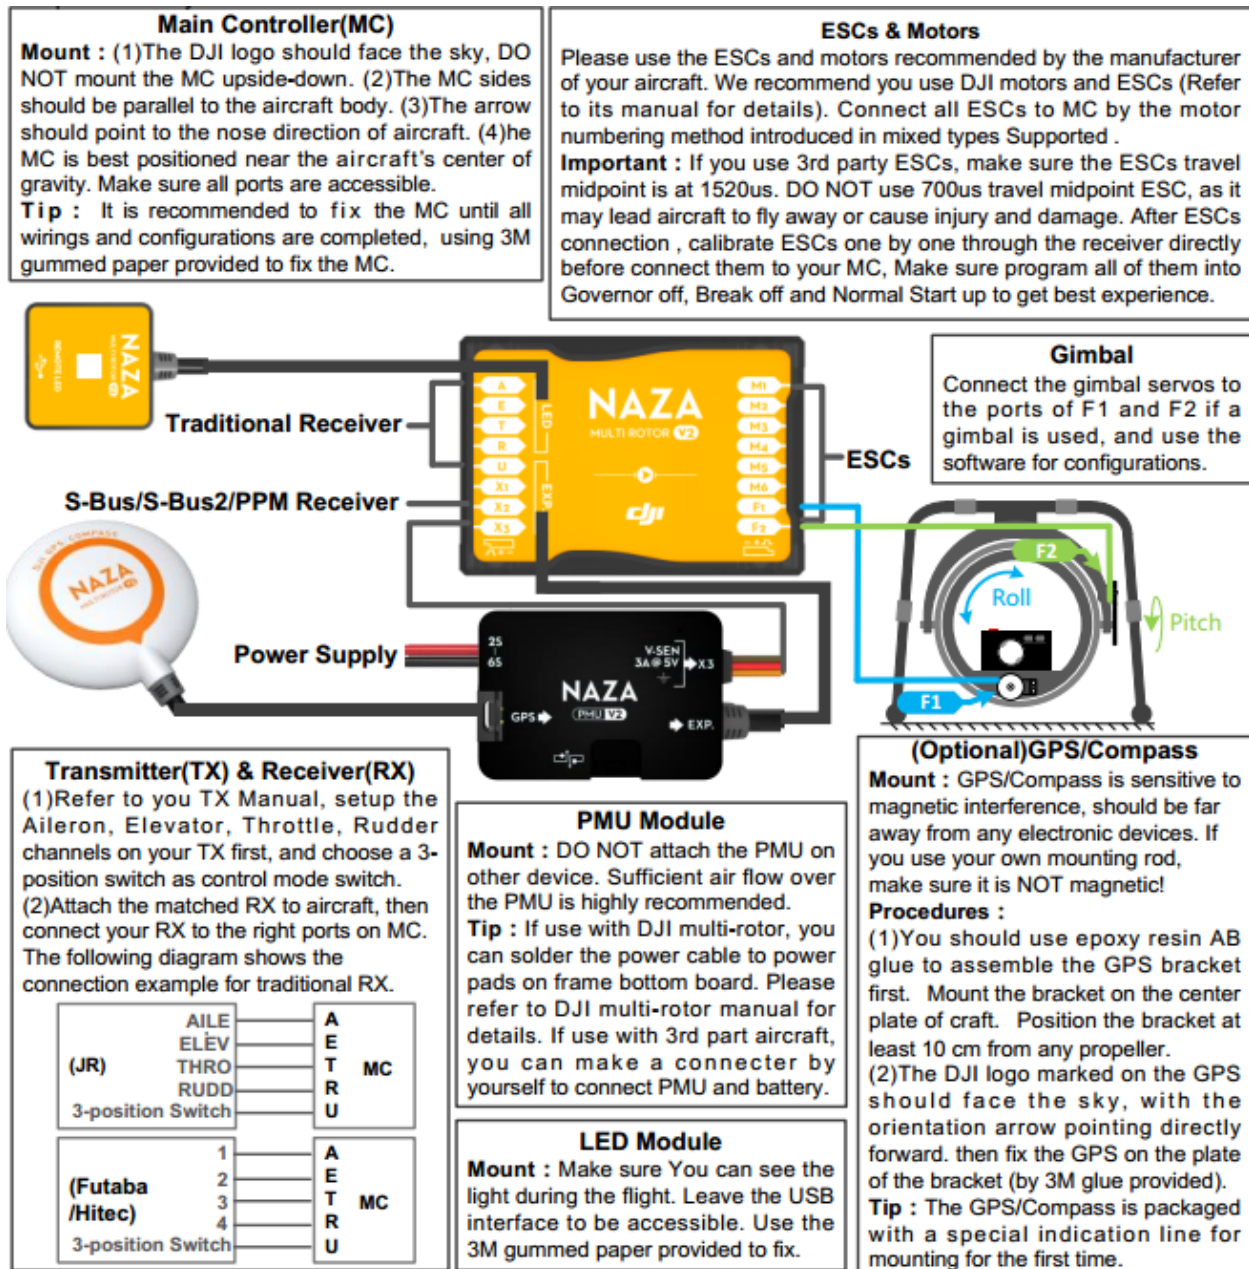 Main Controller(MC)
Mount : (1)The DJI logo should face the sky, DO
NOT mount the MC upside-down. (2)The MC sides
should be parallel to the aircraft body. (3)The arrow
should point to the nose direction of aircraft. (4)he
MC is best positioned near the aircraft's center of
gravity. Make sure all ports are accessible.
Tip : It is recommended to fix the MC until all
wirings and configurations are completed, using 3M
gummed paper provided to fix the MC.
ESCs & Motors
Please use the ESCs and motors recommended by the manufacturer
of your aircraft. We recommend you use DJI motors and ESCs (Refer
to its manual for details). Connect all ESCs to MC by the motor
numbering method introduced in mixed types Supported .
Important : If you use 3rd party ESCs, make sure the ESCs travel
midpoint is at 1520us. DO NOT use 700us travel midpoint ESC, as it
may lead aircraft to fly away or cause injury and damage. After ESCs
connection , calibrate ESCs one by one through the receiver directly
before connect them to your MC, Make sure program all of them into
Governor off, Break off and Normal Start up to get best experience.
NAZA
MULTI ROTOR V2
REMOTE LED
Traditional Receiver
S-Bus/S-Bus2/PPM Receiver
A
E
T
R
U
X1
X2
X3
LED
EXP.
NAZA
MULTI ROTOR V2
dji
M1
M2
M3
M4
M5
M6
F1
F2
ESCs
Gimbal
Connect the gimbal servos to
the ports of F1 and F2 if a
gimbal is used, and use the
software for configurations.
F2
Roll
Pitch
F1
DJI GPS COMPASS
NAZA
MULTI ROTOR V2
Power Supply
2S
6S
V-SEN
3A@5V
X3
NAZA
PMU V2
GPS
EXP.
Transmitter(TX) & Receiver(RX)
(1)Refer to you TX Manual, setup the
Aileron, Elevator, Throttle, Rudder
channels on your TX first, and choose a 3-
position switch as control mode switch.
(2)Attach the matched RX to aircraft, then
connect your RX to the right ports on MC.
The following diagram shows the
connection example for traditional RX.
(JR)
AILE
ELEV
THRO
RUDD
3-position Switch
A
E
T
R
U
MC
(Futaba
/Hitec)
1
2
3
4
3-position Switch
A
E
T
R
U
MC
PMU Module
Mount : DO NOT attach the PMU on
other device. Sufficient air flow over
the PMU is highly recommended.
Tip : If use with DJI multi-rotor, you
can solder the power cable to power
pads on frame bottom board. Please
refer to DJI multi-rotor manual for
details. If use with 3rd part aircraft,
you can make a connecter by
yourself to connect PMU and battery.
LED Module
Mount : Make sure You can see the
light during the flight. Leave the USB
interface to be accessible. Use the
3M gummed paper provided to fix.
(Optional)GPS/Compass
Mount : GPS/Compass is sensitive to
magnetic interference, should be far
away from any electronic devices. If
you use your own mounting rod,
make sure it is NOT magnetic!
Procedures :
(1)You should use epoxy resin AB
glue to assemble the GPS bracket
first. Mount the bracket on the center
plate of craft. Position the bracket at
least 10 cm from any propeller.
(2)The DJI logo marked on the GPS
should face the sky, with the
orientation arrow pointing directly
forward. then fix the GPS on the plate
of the bracket (by 3M glue provided).
Tip : The GPS/Compass is packaged
with a special indication line for
mounting for the first time.